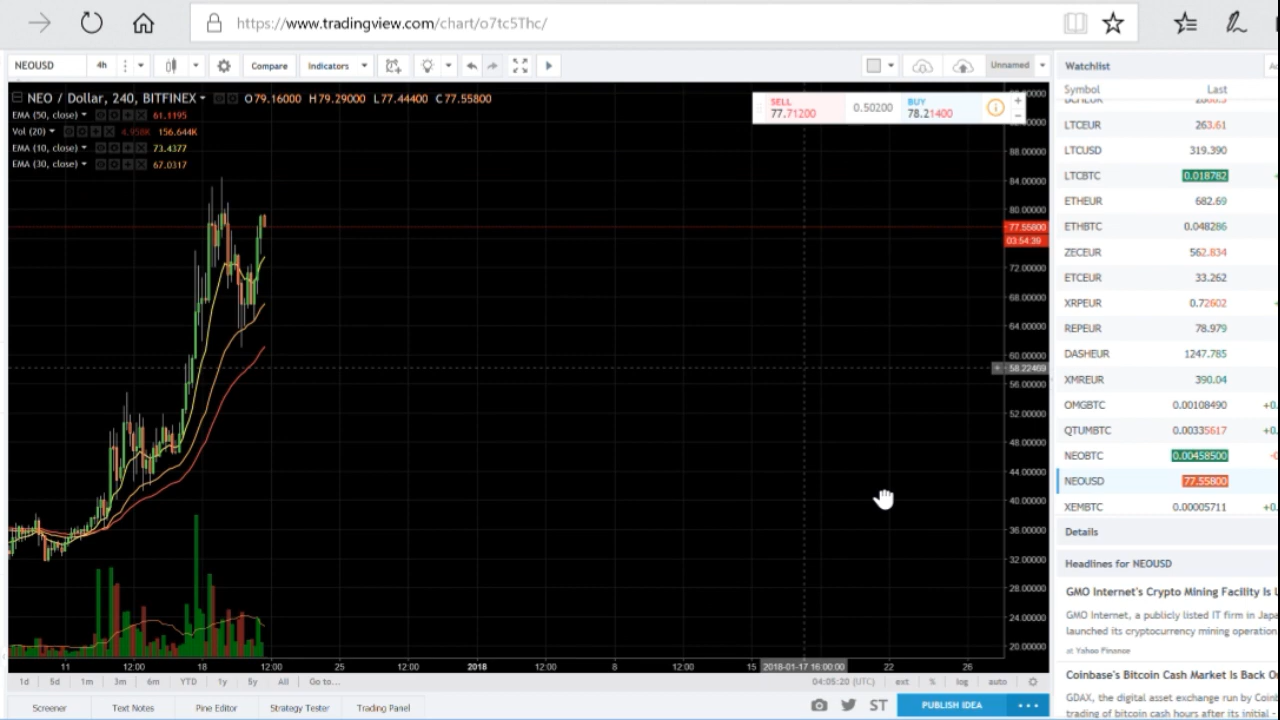 https://www.tradingview.com/chart/o7tc5Thc/
NEOUSD 4h Compare Indicators Unnamed
NEO / Dollar, 240, BITFINEX O79.16000 H79.37000 L77.44400 C77.55800
EMA (50, close) 61.1195
Vol (20) 4.958K 156.644K
EMA (10, close) 73.4377
EMA (30, close) 67.0317
SELL 77.71200 0.50200 BUY 78.21400
88.00000
84.00000
80.00000
77.55800
03:54:39
72.00000
68.00000
64.00000
60.00000
58.22469
56.00000
52.00000
48.00000
44.00000
40.00000
36.00000
32.00000
28.00000
24.00000
20.00000
11 12:00 18 12:00 25 12:00 2018 12:00 8 12:00 15 2018-01-17 16:00:00 22 26
1d 5d 1m 3m 6m YTD 1y 5y All Go to... 04:05:20 (UTC) ext % log auto
Screener Text Notes Pine Editor Strategy Tester Trading Panel ST PUBLISH IDEA
Watchlist
Symbol Last
LTCEUR 263.61
LTCUSD 319.390
LTCBTC 0.018782
ETHEUR 682.69
ETHBTC 0.048286
ZECEUR 562.834
ETCEUR 33.262
XRPEUR 0.72602
REPEUR 78.979
DASHEUR 1247.785
XMREUR 390.04
OMGBTC 0.00108490 +0.
QTUMBTC 0.00335617 +0.
NEOBTC 0.00458500
NEOUSD 77.55800
XEMBTC 0.00005711 +0.
Details
Headlines for NEOUSD
GMO Internet's Crypto Mining Facility Is
GMO Internet, a publicly listed IT firm in Japa
launched its cryptocurrency mining operation
at Yahoo Finance
Coinbase's Bitcoin Cash Market Is Back
GDAX, the digital asset exchange run by Coin
trading of bitcoin cash hours after its initial -